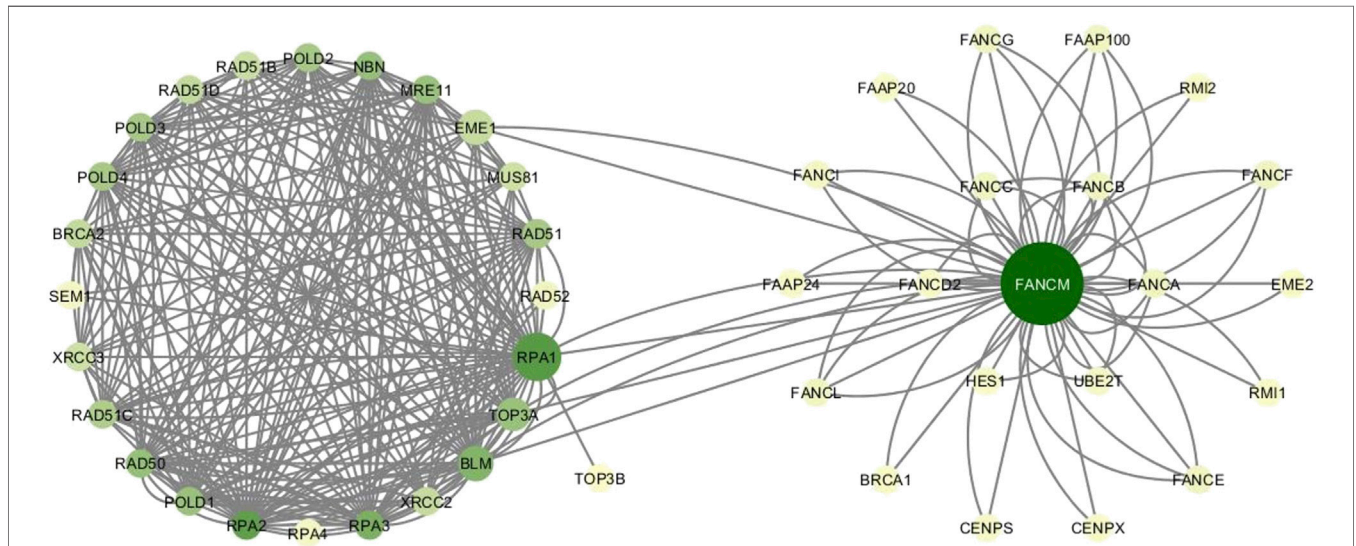 FANCG
FAAP100
POLD2
RAD51B
NBN
RAD51D
MRE11
FAAP20
RMI2
POLD3
EME1
POLD4
MUS81
FANCI
FANCC
FANCB
FANCF
BRCA2
RAD51
SEM1
RAD52
FAAP24
FANCD2
FANCM
FANCA
EME2
XRCC3
RPA1
HES1
UBE2T
FANCL
RMI1
RAD51C
TOP3A
RAD50
BLM
TOP3B
BRCA1
FANCE
POLD1
XRCC2
RPA2
RPA4
RPA3
CENPS
CENPX